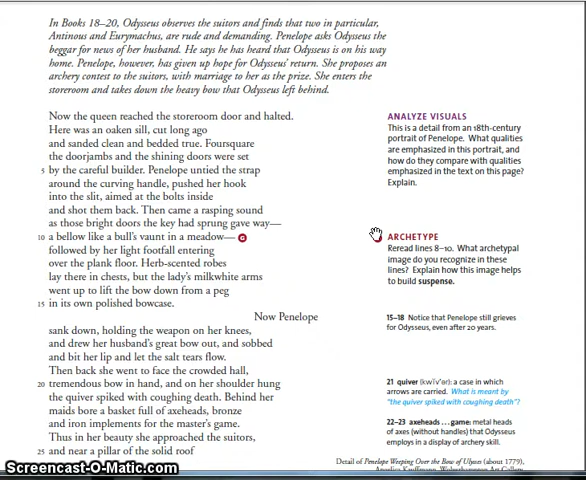 In Books 18–20, Odysseus observes the suitors and finds that two in particular,
Antinous and Eurymachus, are rude and demanding. Penelope asks Odysseus the
beggar for news of her husband. He says he has heard that Odysseus is on his way
home. Penelope, however, has given up hope for Odysseus' return. She proposes an
archery contest to the suitors, with marriage to her as the prize. She enters the
storeroom and takes down the heavy bow that Odysseus left behind.
Now the queen reached the storeroom door and halted.
Here was an oaken sill, cut long ago
and sanded clean and bedded true. Foursquare
the doorjambs and the shining doors were set
5 by the careful builder. Penelope untied the strap
around the curving handle, pushed her hook
into the slit, aimed at the bolts inside
and shot them back. Then came a rasping sound
as those bright doors the key had sprung gave way—
10 a bellow like a bull's vaunt in a meadow— G
followed by her light footfall entering
over the plank floor. Herb-scented robes
lay there in chests, but the lady's milkwhite arms
went up to lift the bow down from a peg
15 in its own polished bowcase.
Now Penelope
sank down, holding the weapon on her knees,
and drew her husband's great bow out, and sobbed
and bit her lip and let the salt tears flow.
Then back she went to face the crowded hall,
20 tremendous bow in hand, and on her shoulder hung
the quiver spiked with coughing death. Behind her
maids bore a basket full of axeheads, bronze
and iron implements for the master's game.
Thus in her beauty she approached the suitors,
25 and near a pillar of the solid roof
ANALYZE VISUALS
This is a detail from an 18th-century
portrait of Penelope. What qualities
are emphasized in this portrait, and
how do they compare with qualities
emphasized in the text on this page?
Explain.
ARCHETYPE
Reread lines 8–10. What archetypal
image do you recognize in these
lines? Explain how this image helps
to build suspense.
15–18 Notice that Penelope still grieves
for Odysseus, even after 20 years.
21 quiver (kwĭv'ər): a case in which
arrows are carried. What is meant by
"the quiver spiked with coughing death"?
22–23 axeheads . . . game: metal heads
of axes (without handles) that Odysseus
employs in a display of archery skill.
Detail of Penelope Weeping Over the Bow of Ulysses (about 1779),
Angelica Kauffmann. Wolverhampton Art Gallery
Screencast-O-Matic.com